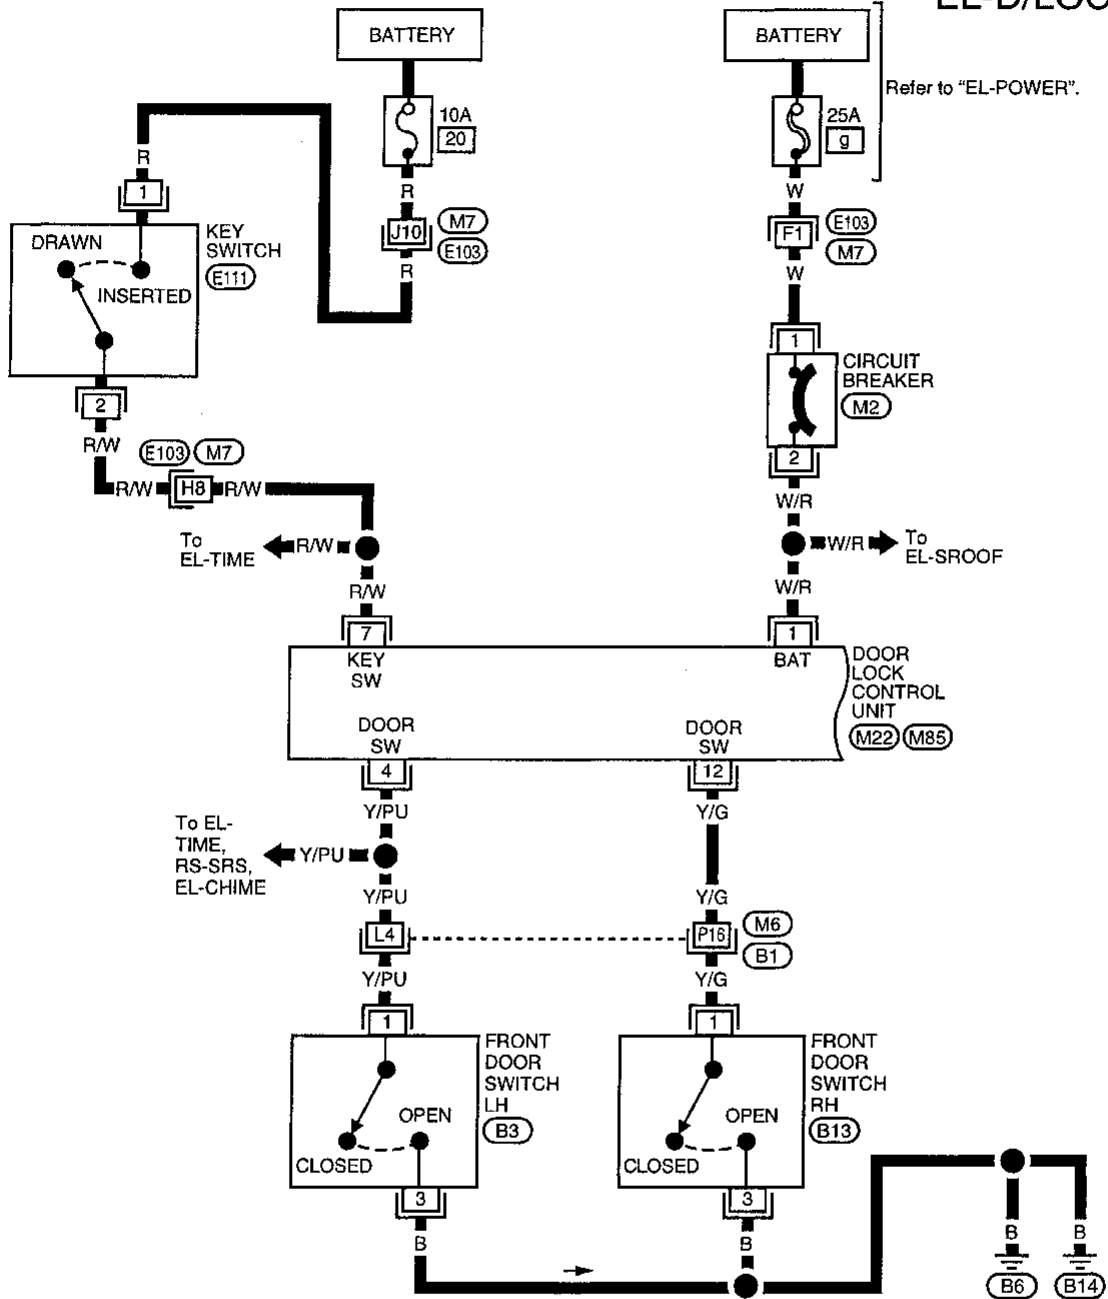 BATTERY
BATTERY
Refer to "EL-POWER".
10A
20
25A
g
R
R
W
1
J10
M7
E103
F1
E103
M7
KEY
SWITCH
E111
DRAWN
INSERTED
R
W
1
CIRCUIT
BREAKER
M2
2
2
R/W
E103 M7
R/W H8 R/W
W/R
To
EL-TIME
R/W
W/R
To
EL-SROOF
R/W
W/R
7
1
KEY
SW
BAT
DOOR
LOCK
CONTROL
UNIT
M22 M85
DOOR
SW
DOOR
SW
4
12
Y/PU
Y/G
To EL-
TIME,
RS-SRS,
EL-CHIME
Y/PU
Y/PU
Y/G
L4
P16
M6
B1
Y/PU
Y/G
1
1
FRONT
DOOR
SWITCH
LH
B3
FRONT
DOOR
SWITCH
RH
B13
OPEN
CLOSED
OPEN
CLOSED
3
3
B
B
B
B
B6
B14